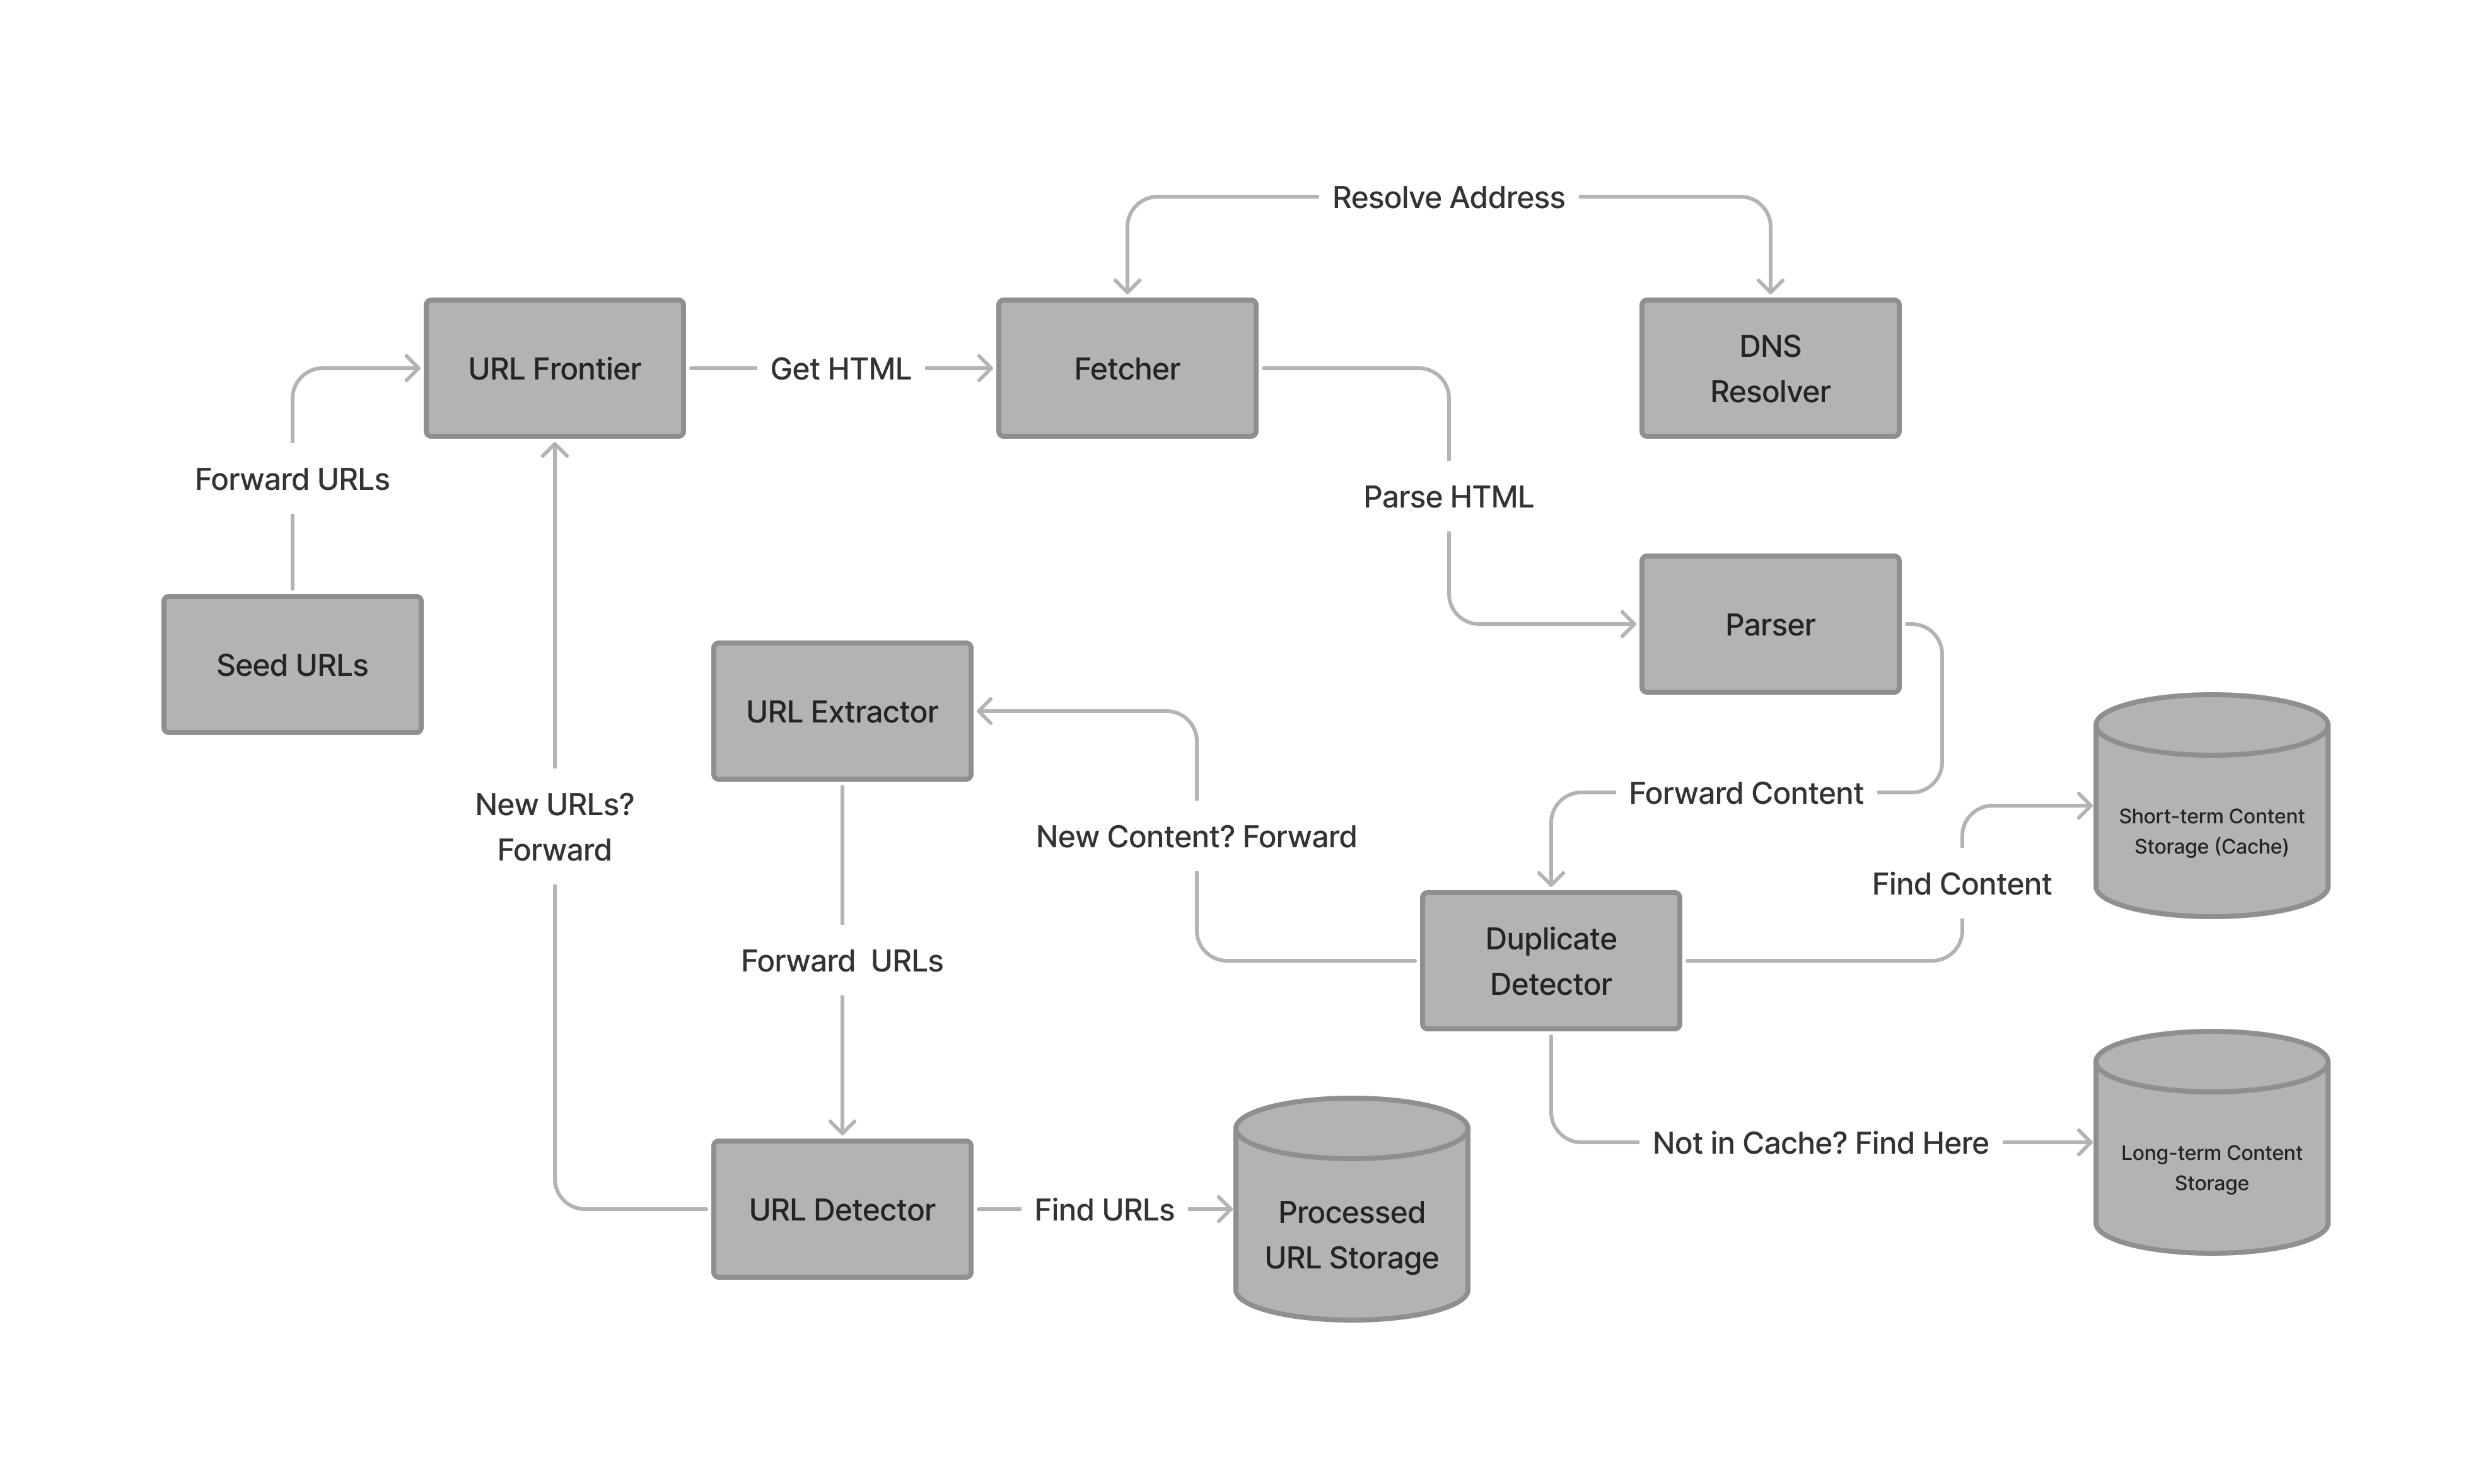 Resolve Address
URL Frontier
Get HTML
Fetcher
DNS
Resolver
Forward URLs
Parse HTML
Seed URLs
URL Extractor
Parser
New URLs?
Forward
New Content? Forward
Forward Content
Short-term Content
Storage (Cache)
Find Content
Forward  URLs
Duplicate
Detector
Not in Cache? Find Here
Long-term Content
Storage
URL Detector
Find URLs
Processed
URL Storage